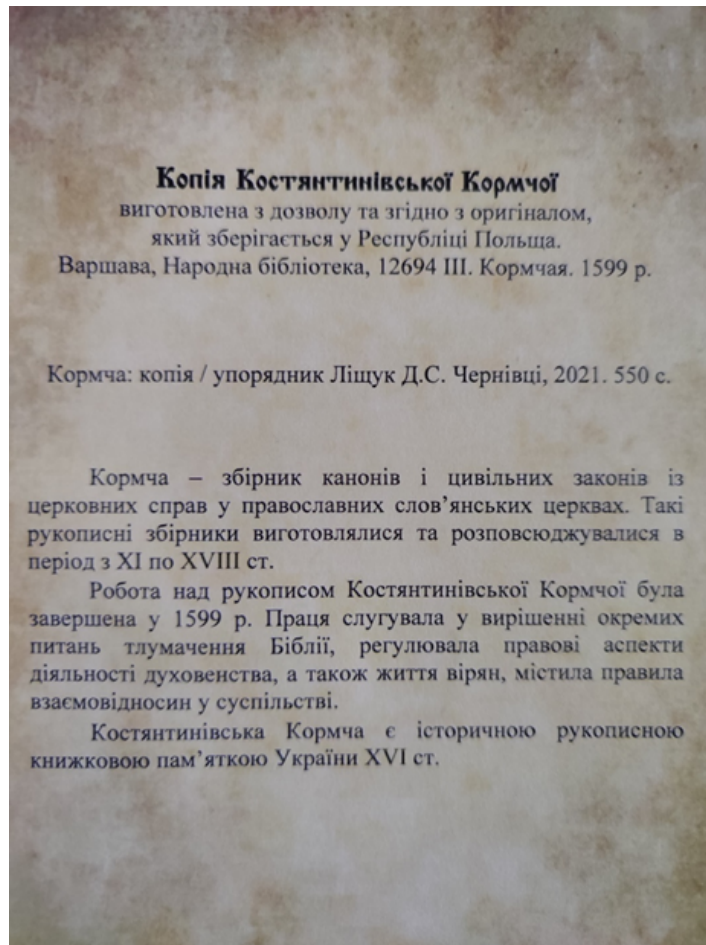 Копія Костянтинівської Кормчої
виготовлена з дозволу та згідно з оригіналом,
який зберігається у Республіці Польща.
Варшава, Народна бібліотека, 12694 III. Кормчая. 1599 р.
Кормча: копія / упорядник Ліщук Д.С. Чернівці, 2021. 550 с.
Кормча – збірник канонів і цивільних законів із
церковних справ у православних слов’янських церквах. Такі
рукописні збірники виготовлялися та розповсюджувалися в
період з XI по XVIII ст.
Робота над рукописом Костянтинівської Кормчої була
завершена у 1599 р. Праця слугувала у вирішенні окремих
питань тлумачення Біблії, регулювала правові аспекти
діяльності духовенства, а також життя вірян, містила правила
взаємовідносин у суспільстві.
Костянтинівська Кормча є історичною рукописною
книжковою пам’яткою України XVI ст.